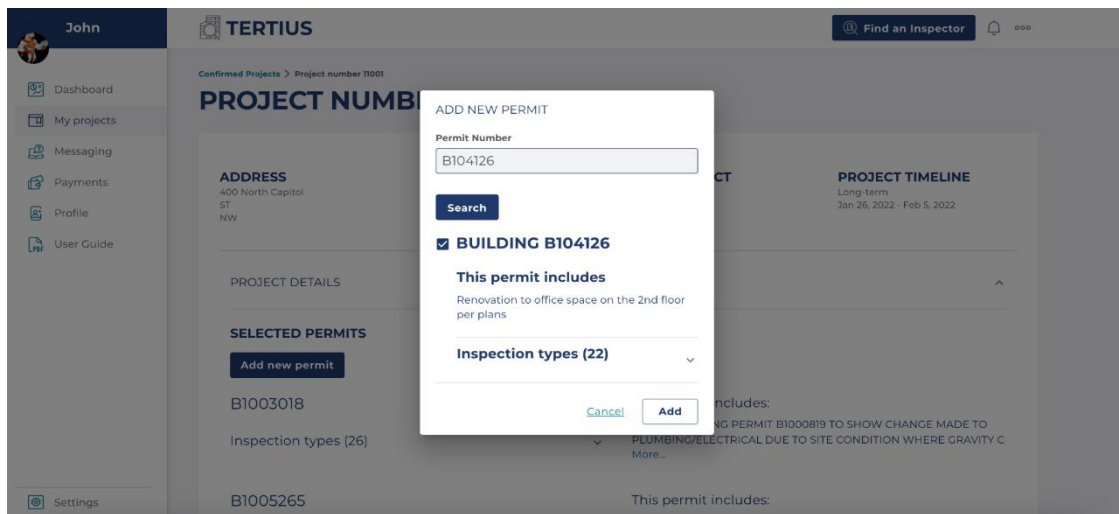 John
TERTIUS
Find an Inspector
Dashboard
My projects
Messaging
Payments
Profile
User Guide
Settings
Confirmed Projects > Project number 11001
PROJECT NUMB
ADDRESS
400 North Capitol
ST
NW
CT
PROJECT TIMELINE
Long-term
Jan 26, 2022 - Feb 5, 2022
PROJECT DETAILS
SELECTED PERMITS
Add new permit
B1003018
Inspection types (26)
ncludes:
NG PERMIT B1000819 TO SHOW CHANGE MADE TO
PLUMBING/ELECTRICAL DUE TO SITE CONDITION WHERE GRAVITY C
More...
B1005265
This permit includes:
ADD NEW PERMIT
Permit Number
B104126
Search
BUILDING B104126
This permit includes
Renovation to office space on the 2nd floor
per plans
Inspection types (22)
Cancel
Add